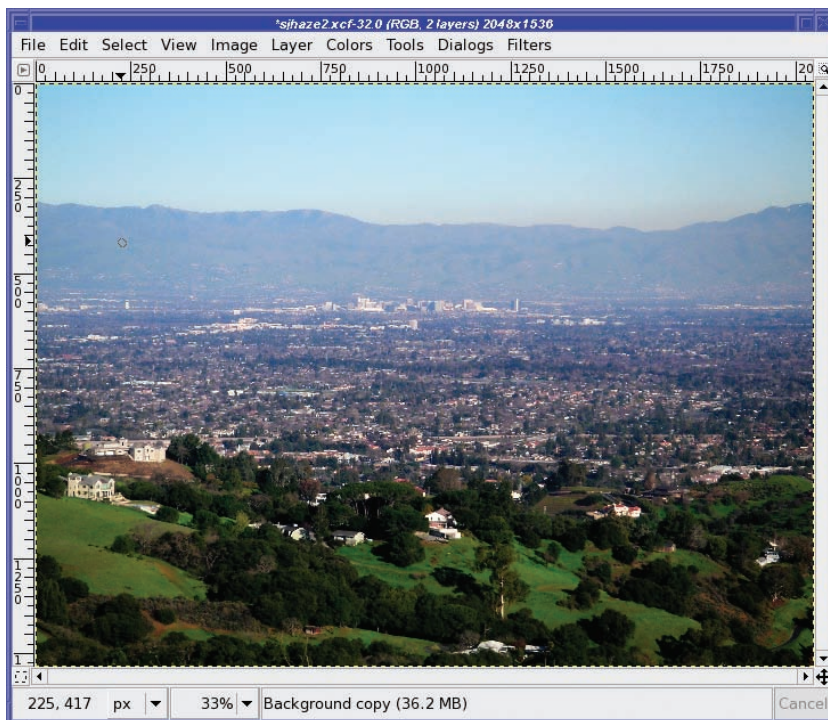 *sjhaze2.xcf-32.0 (RGB, 2 layers) 2048x1536
File Edit Select View Image Layer Colors Tools Dialogs Filters
0 250 500 750 1000 1250 1500 1750 20
0
250
500
750
1000
1250
1
225, 417 px 33% Background copy (36.2 MB) Cancel